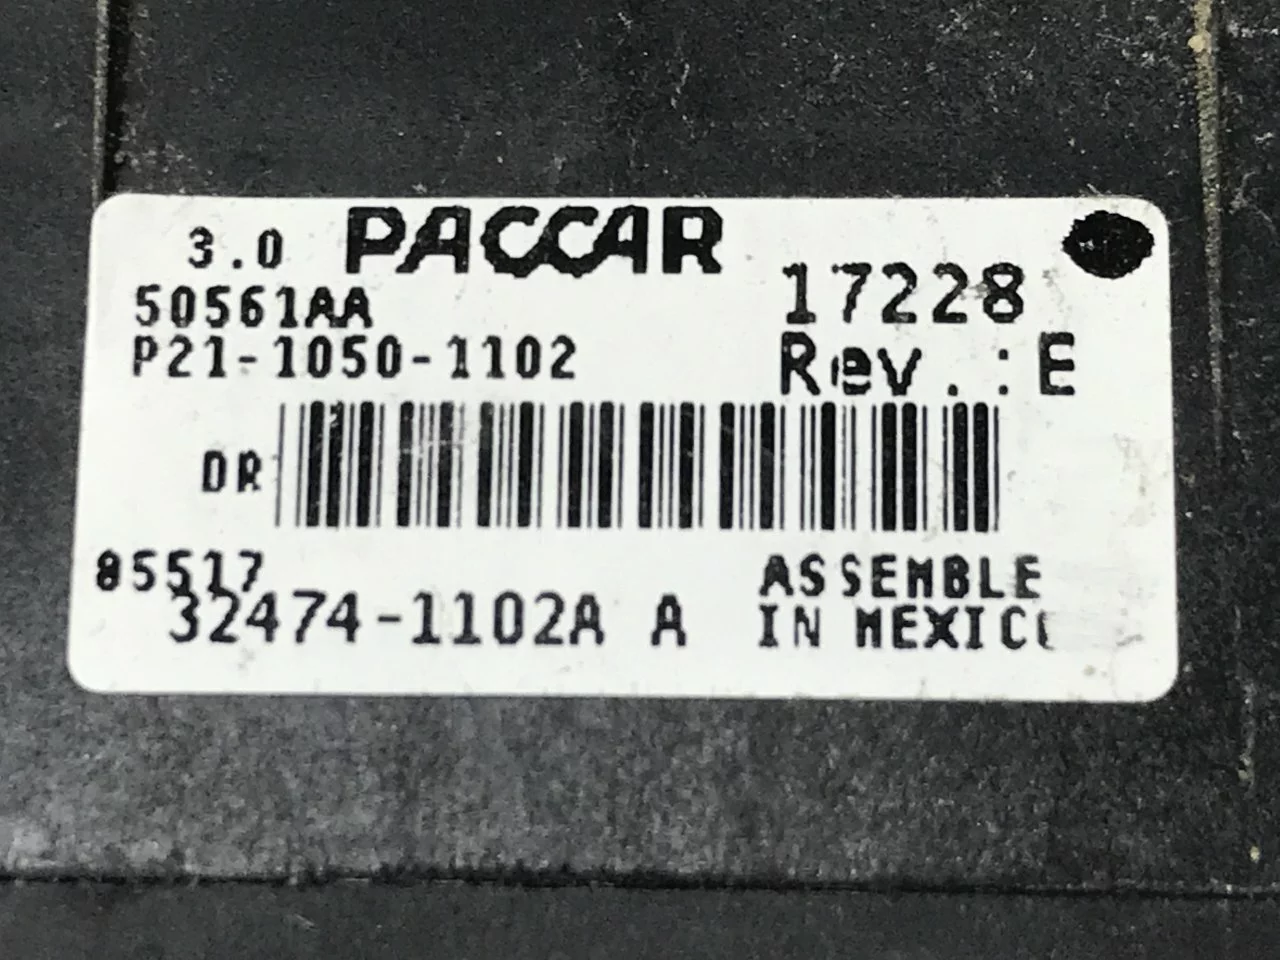 3.0 PACCAR
50561AA 17228
P21-1050-1102 Rev.:E
DR
85517 ASSEMBLE
32474-1102A A IN MEXIC